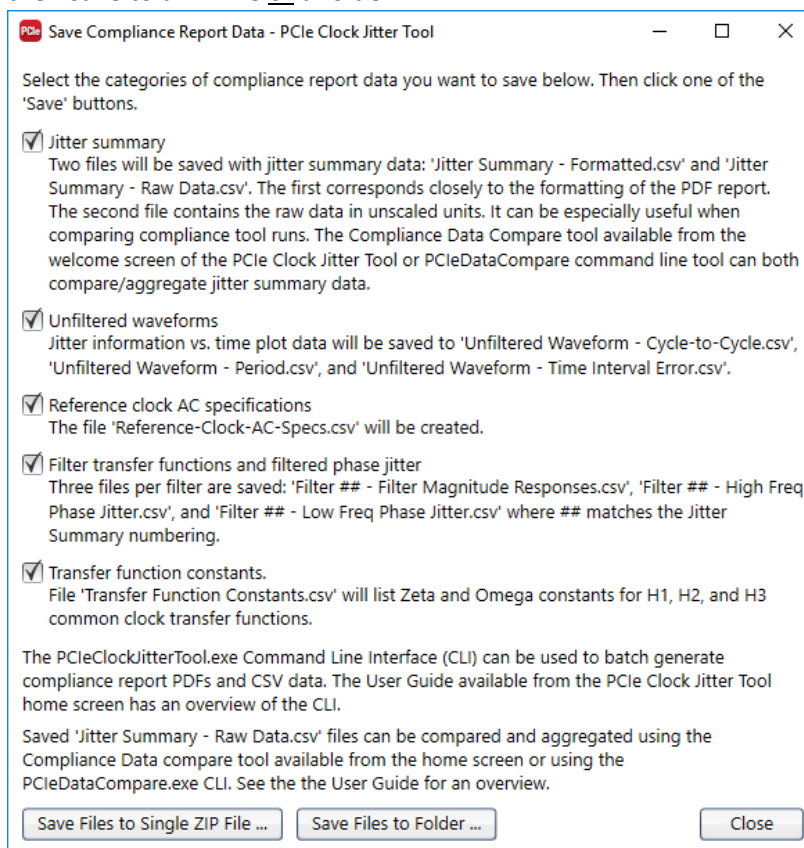 PCIe Save Compliance Report Data - PCIe Clock Jitter Tool
Select the categories of compliance report data you want to save below. Then click one of the
'Save' buttons.
Jitter summary
Two files will be saved with jitter summary data: 'Jitter Summary - Formatted.csv' and 'Jitter
Summary - Raw Data.csv'. The first corresponds closely to the formatting of the PDF report.
The second file contains the raw data in unscaled units. It can be especially useful when
comparing compliance tool runs. The Compliance Data Compare tool available from the
welcome screen of the PCIe Clock Jitter Tool or PCIeDataCompare command line tool can both
compare/aggregate jitter summary data.
Unfiltered waveforms
Jitter information vs. time plot data will be saved to 'Unfiltered Waveform - Cycle-to-Cycle.csv',
'Unfiltered Waveform - Period.csv', and 'Unfiltered Waveform - Time Interval Error.csv'.
Reference clock AC specifications
The file 'Reference-Clock-AC-Specs.csv' will be created.
Filter transfer functions and filtered phase jitter
Three files per filter are saved: 'Filter ## - Filter Magnitude Responses.csv', 'Filter ## - High Freq
Phase Jitter.csv', and 'Filter ## - Low Freq Phase Jitter.csv' where ## matches the Jitter
Summary numbering.
Transfer function constants.
File 'Transfer Function Constants.csv' will list Zeta and Omega constants for H1, H2, and H3
common clock transfer functions.
The PCIeClockJitterTool.exe Command Line Interface (CLI) can be used to batch generate
compliance report PDFs and CSV data. The User Guide available from the PCIe Clock Jitter Tool
home screen has an overview of the CLI.
Saved 'Jitter Summary - Raw Data.csv' files can be compared and aggregated using the
Compliance Data compare tool available from the home screen or using the
PCIeDataCompare.exe CLI. See the the User Guide for an overview.
Save Files to Single ZIP File ... Save Files to Folder ... Close